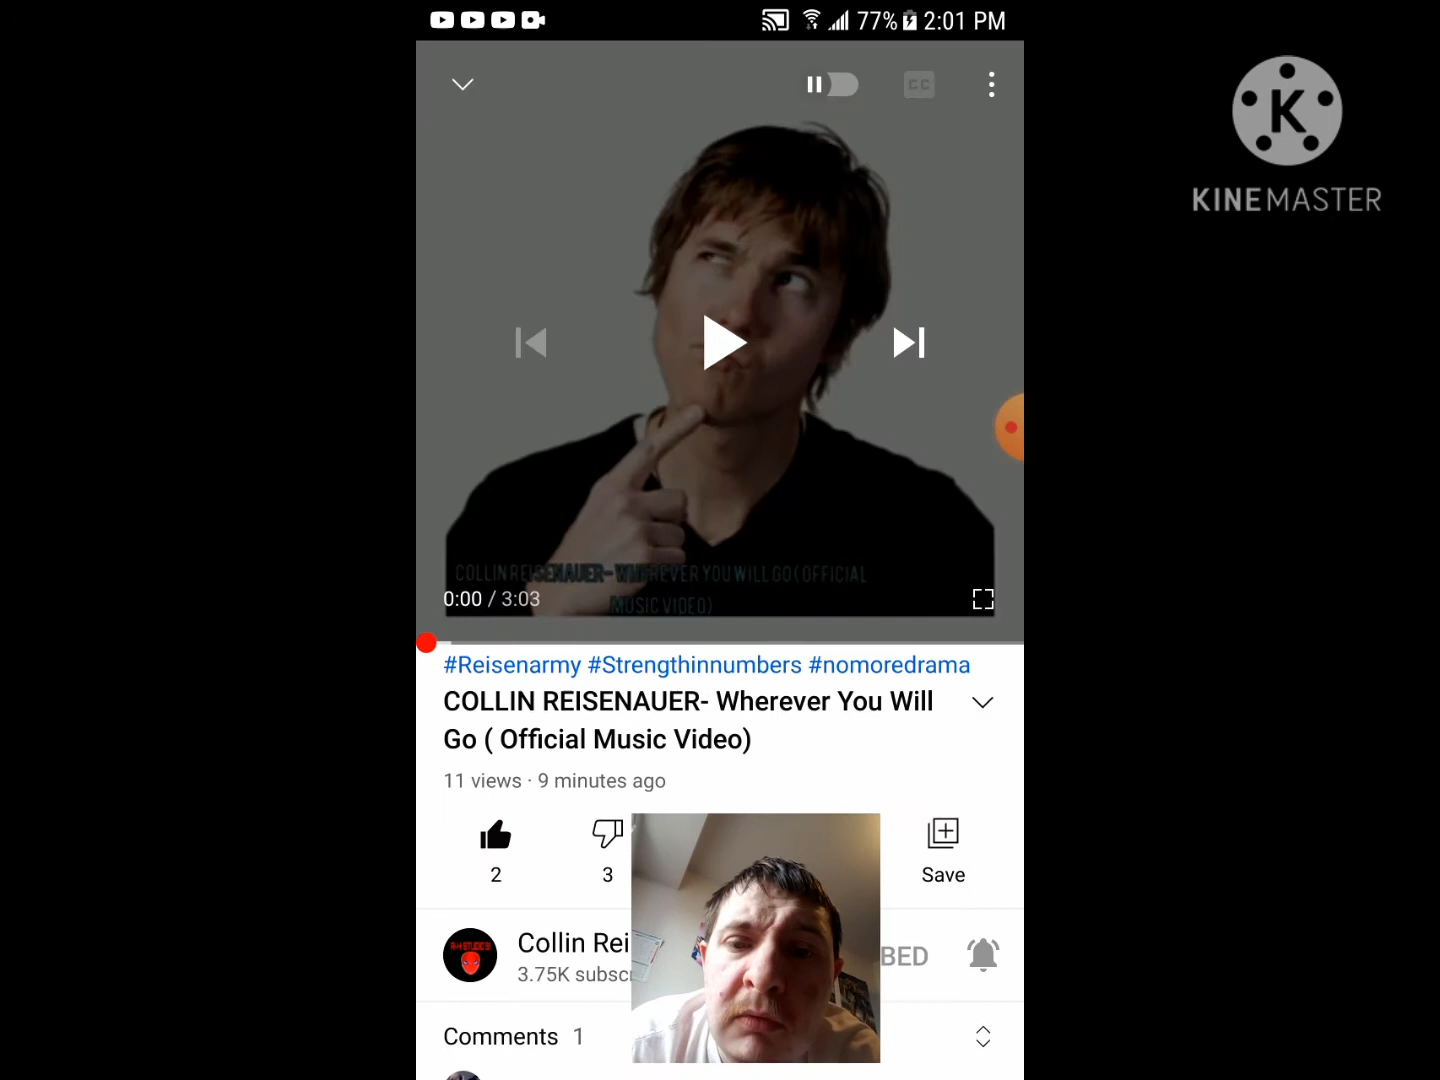 77% 2:01 PM
CC
K
KINEMASTER
COLLIN REISENAUER- WHEREVER YOU WILL GO ( OFFICIAL
MUSIC VIDEO)
0:00 / 3:03
#Reisenarmy #Strengthinnumbers #nomoredrama
COLLIN REISENAUER- Wherever You Will
Go ( Official Music Video)
11 views · 9 minutes ago
2
3
Save
Collin Rei
BED
3.75K subsc
Comments 1